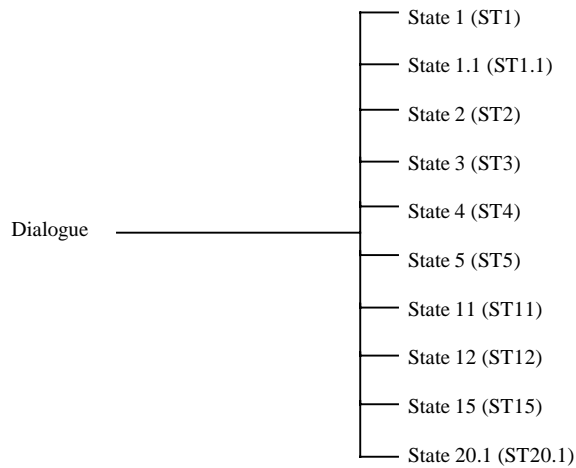 State 1 (ST1)
State 1.1 (ST1.1)
State 2 (ST2)
State 3 (ST3)
State 4 (ST4)
Dialogue
State 5 (ST5)
State 11 (ST11)
State 12 (ST12)
State 15 (ST15)
State 20.1 (ST20.1)